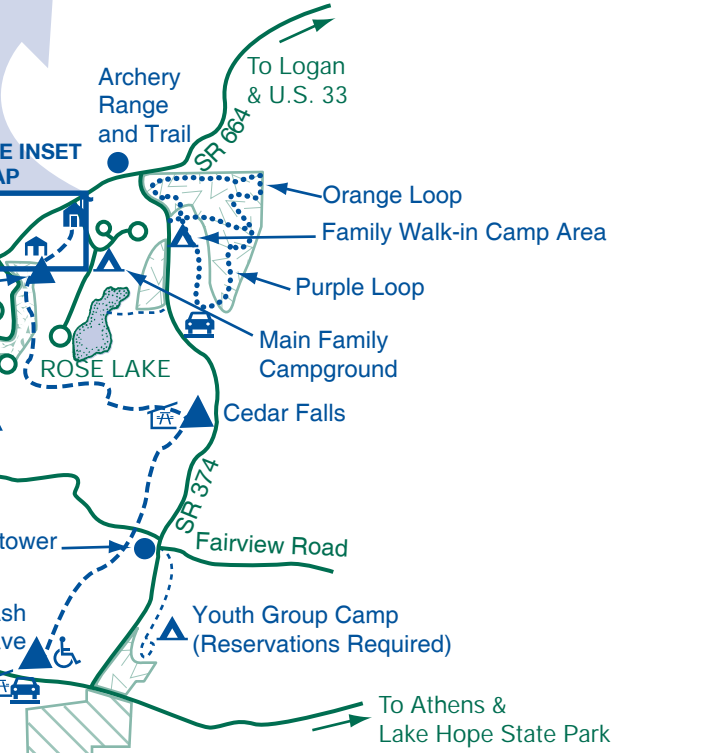 To Logan
& U.S. 33
Archery
Range
and Trail
SR 664
E INSET
AP
Orange Loop
Family Walk-in Camp Area
Purple Loop
Main Family
Campground
ROSE LAKE
Cedar Falls
SR 374
tower
Fairview Road
sh
ve
Youth Group Camp
(Reservations Required)
To Athens &
Lake Hope State Park